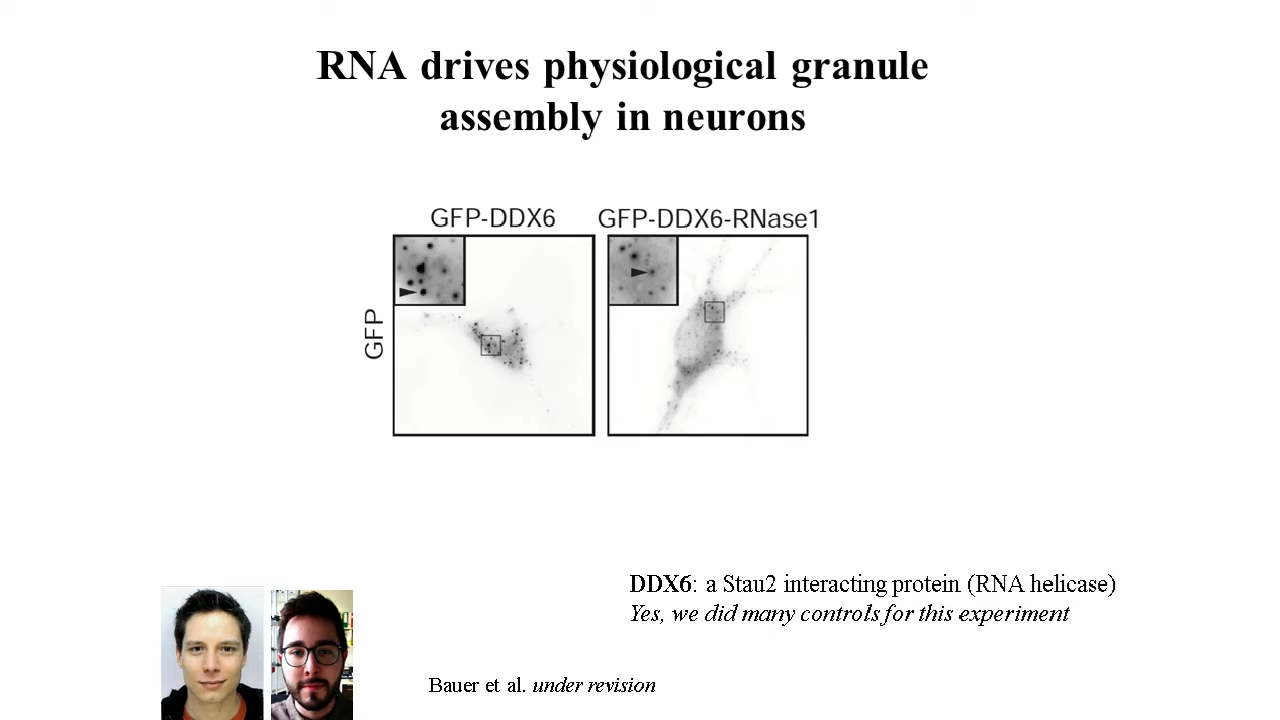 RNA drives physiological granule
assembly in neurons
GFP-DDX6
GFP-DDX6-RNase1
GFP
DDX6: a Stau2 interacting protein (RNA helicase)
Yes, we did many controls for this experiment
Bauer et al. under revision